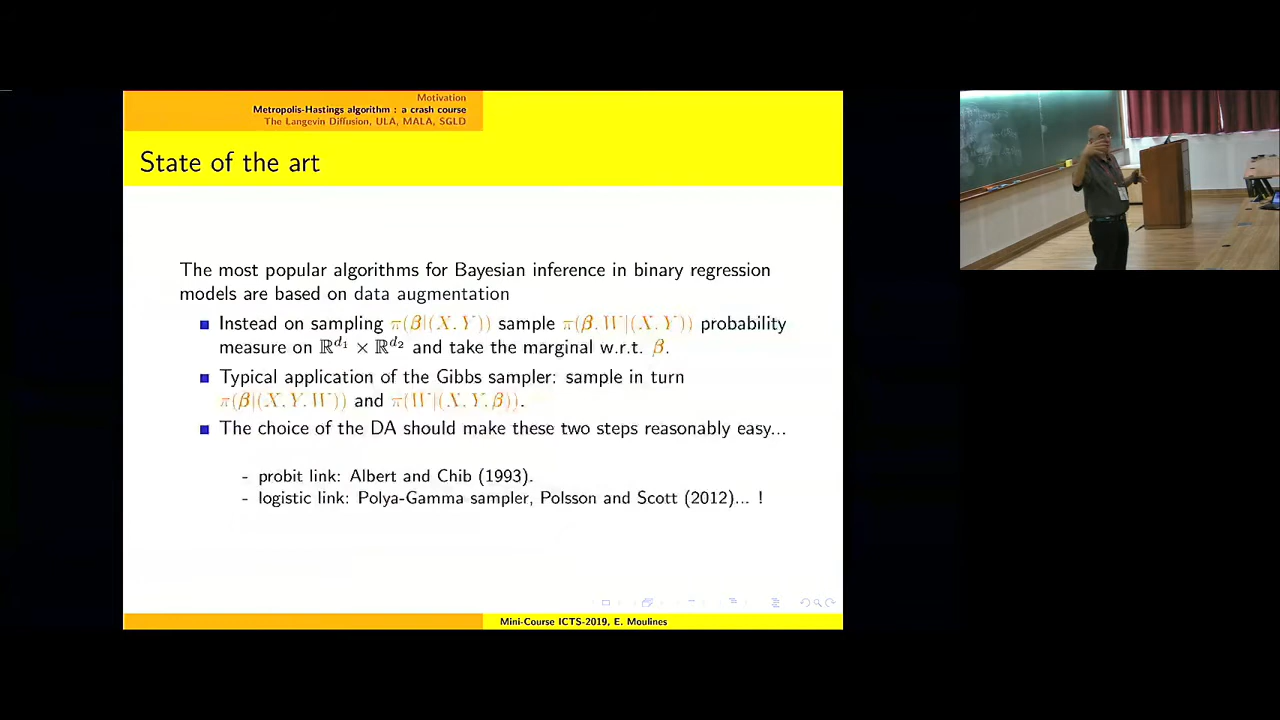 Motivation
Metropolis-Hastings algorithm : a crash course
The Langevin Diffusion, ULA, MALA, SGLD
State of the art
The most popular algorithms for Bayesian inference in binary regression
models are based on data augmentation
Instead on sampling π(β|(X,Y)) sample π(β,W|(X,Y)) probability
measure on ℝ^{d₁} × ℝ^{d₂} and take the marginal w.r.t. β.
Typical application of the Gibbs sampler: sample in turn
π(β|(X,Y,W)) and π(W|(X,Y,β)).
The choice of the DA should make these two steps reasonably easy...
- probit link: Albert and Chib (1993).
- logistic link: Polya-Gamma sampler, Polsson and Scott (2012)... !
Mini-Course ICTS-2019, E. Moulines